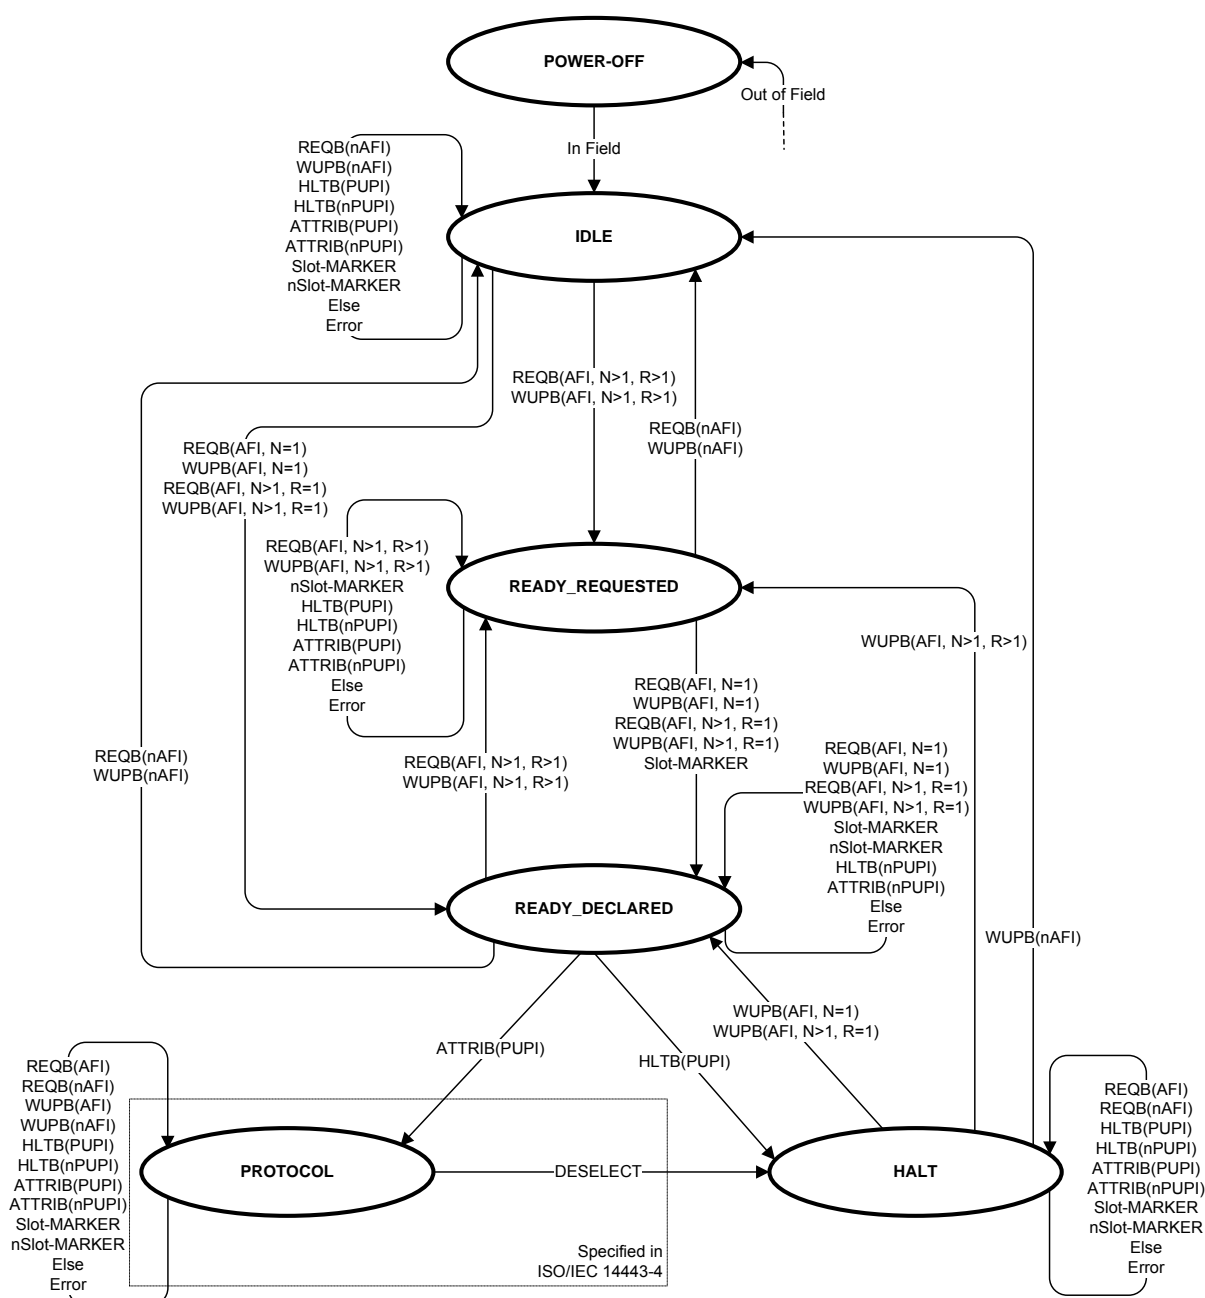 POWER-OFF
Out of Field
In Field
REQB(nAFI)
WUPB(nAFI)
HLTB(PUPI)
HLTB(nPUPI)
ATTRIB(PUPI)
ATTRIB(nPUPI)
Slot-MARKER
nSlot-MARKER
Else
Error
IDLE
REQB(AFI, N>1, R>1)
WUPB(AFI, N>1, R>1)
REQB(nAFI)
WUPB(nAFI)
REQB(AFI, N=1)
WUPB(AFI, N=1)
REQB(AFI, N>1, R=1)
WUPB(AFI, N>1, R=1)
REQB(AFI, N>1, R>1)
WUPB(AFI, N>1, R>1)
nSlot-MARKER
HLTB(PUPI)
HLTB(nPUPI)
ATTRIB(PUPI)
ATTRIB(nPUPI)
Else
Error
READY_REQUESTED
WUPB(AFI, N>1, R>1)
REQB(AFI, N=1)
WUPB(AFI, N=1)
REQB(AFI, N>1, R=1)
WUPB(AFI, N>1, R=1)
Slot-MARKER
REQB(nAFI)
WUPB(nAFI)
REQB(AFI, N>1, R>1)
WUPB(AFI, N>1, R>1)
REQB(AFI, N=1)
WUPB(AFI, N=1)
REQB(AFI, N>1, R=1)
WUPB(AFI, N>1, R=1)
Slot-MARKER
nSlot-MARKER
HLTB(nPUPI)
ATTRIB(nPUPI)
Else
Error
READY_DECLARED
WUPB(nAFI)
WUPB(AFI, N=1)
WUPB(AFI, N>1, R=1)
ATTRIB(PUPI)
HLTB(PUPI)
REQB(AFI)
REQB(nAFI)
WUPB(AFI)
WUPB(nAFI)
HLTB(PUPI)
HLTB(nPUPI)
ATTRIB(PUPI)
ATTRIB(nPUPI)
Slot-MARKER
nSlot-MARKER
Else
Error
PROTOCOL
DESELECT
HALT
REQB(AFI)
REQB(nAFI)
HLTB(PUPI)
HLTB(nPUPI)
ATTRIB(PUPI)
ATTRIB(nPUPI)
Slot-MARKER
nSlot-MARKER
Else
Error
Specified in
ISO/IEC 14443-4